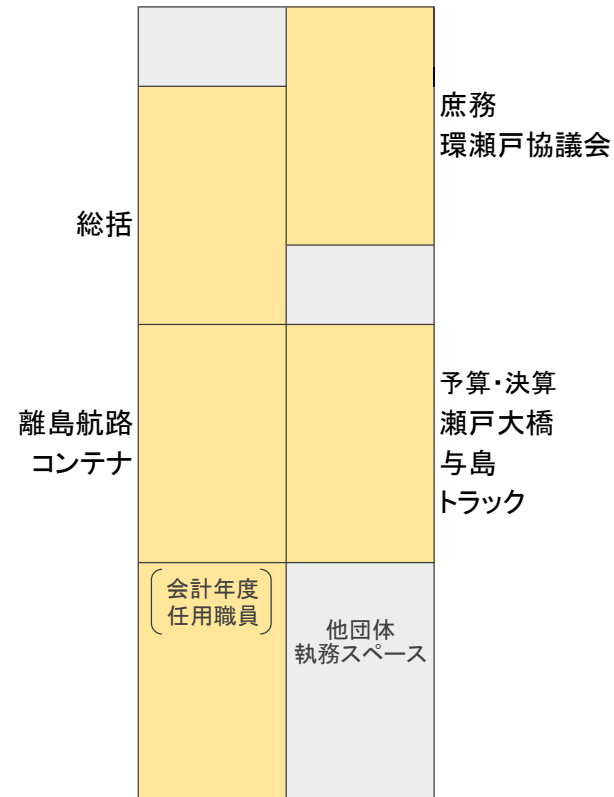 庶務
環瀬戸協議会
総括
離島航路
コンテナ
予算・決算
瀬戸大橋
与島
トラック
会計年度
任用職員
他団体
執務スペース